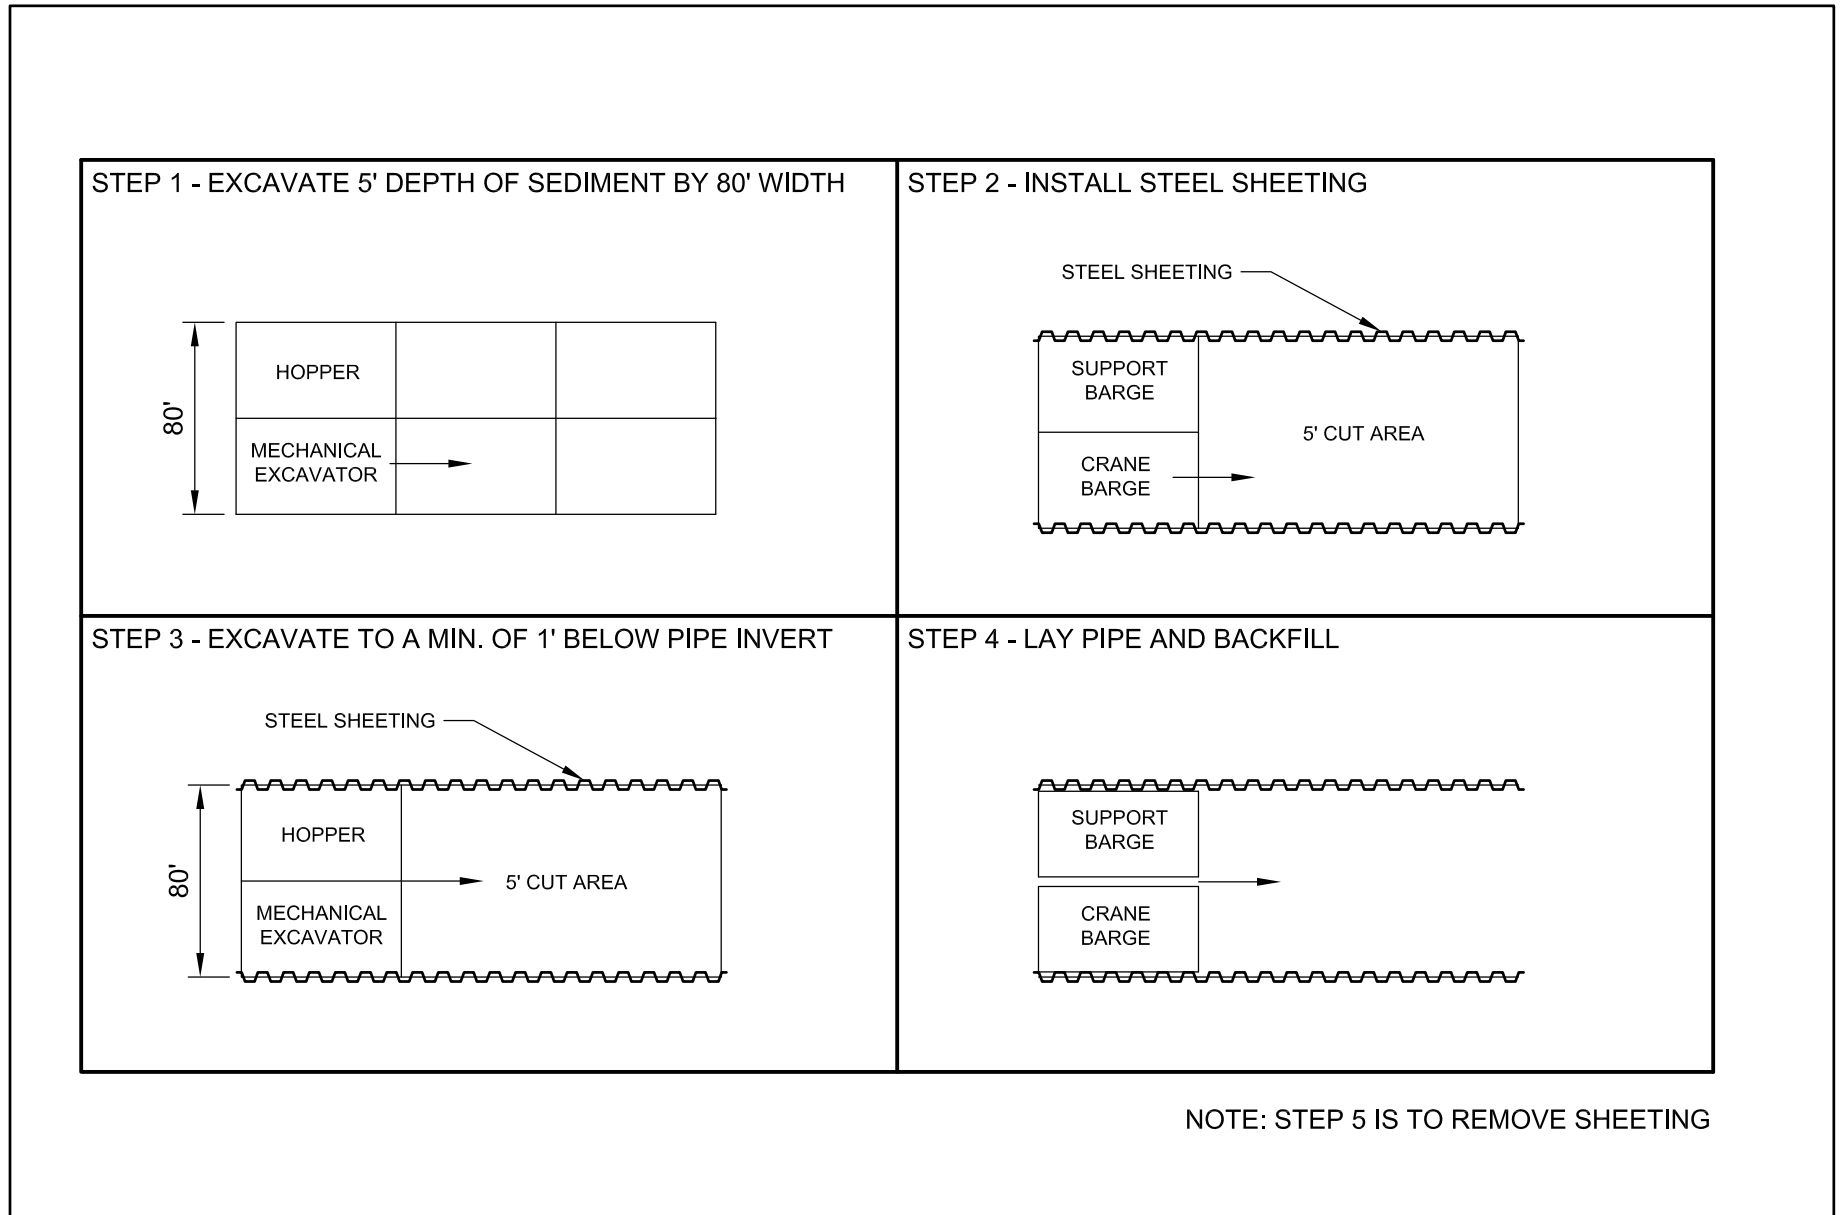 STEP 1 - EXCAVATE 5' DEPTH OF SEDIMENT BY 80' WIDTH
80'
HOPPER
MECHANICAL
EXCAVATOR
STEP 2 - INSTALL STEEL SHEETING
STEEL SHEETING
SUPPORT
BARGE
5' CUT AREA
CRANE
BARGE
STEP 3 - EXCAVATE TO A MIN. OF 1' BELOW PIPE INVERT
STEEL SHEETING
80'
HOPPER
5' CUT AREA
MECHANICAL
EXCAVATOR
STEP 4 - LAY PIPE AND BACKFILL
SUPPORT
BARGE
CRANE
BARGE
NOTE: STEP 5 IS TO REMOVE SHEETING